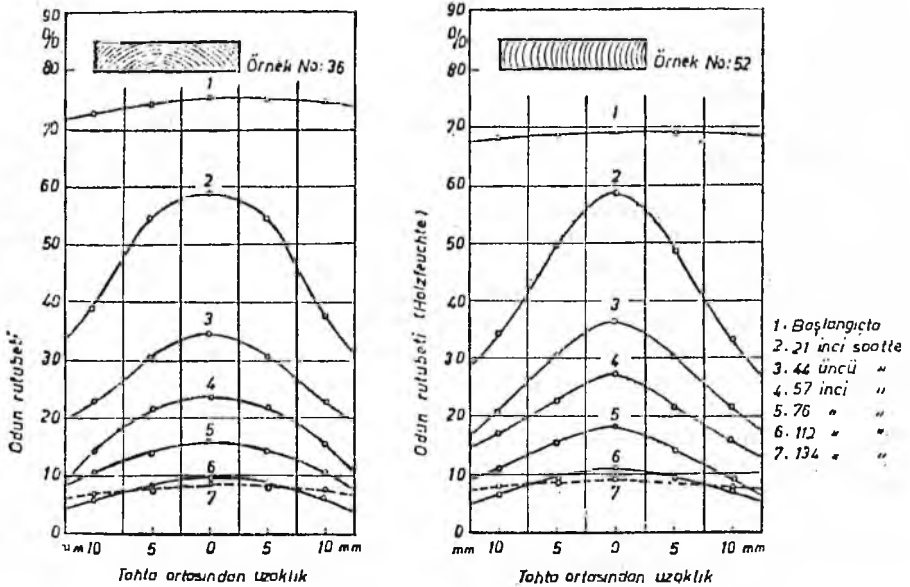 90
%
80
70
60
50
40
30
20
10
0
Odun rutubeti
Örnek No: 36
1
2
3
4
5
6
7
mm 10 5 0 5 10 mm
Tahta ortasından uzaklık
90
%
80
70
60
50
40
30
20
10
0
Odun rutubeti (Holzfeuchte)
Örnek No: 52
1
2
3
4
5
6
7
mm 10 5 0 5 10 mm
Tahta ortasından uzaklık
1. Başlangıçta
2. 21 inci saatte
3. 44 üncü "
4. 57 inci "
5. 76 " "
6. 112 " "
7. 134 " "